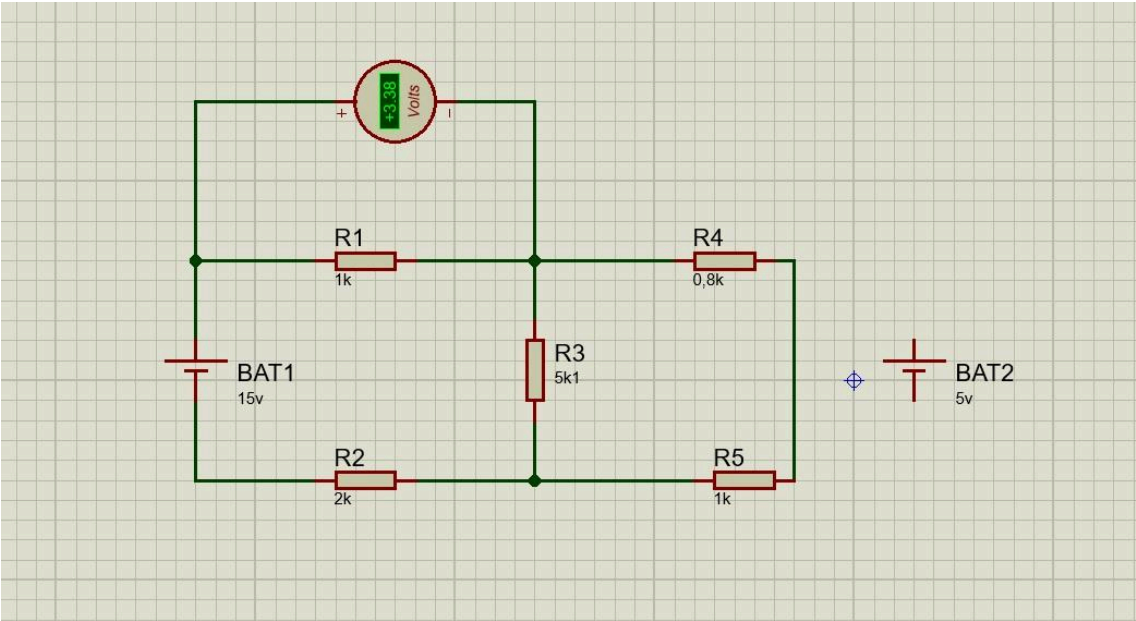 +3.38
Volts
+
−
R1
1k
R4
0,8k
BAT1
15v
R3
5k1
BAT2
5v
R2
2k
R5
1k